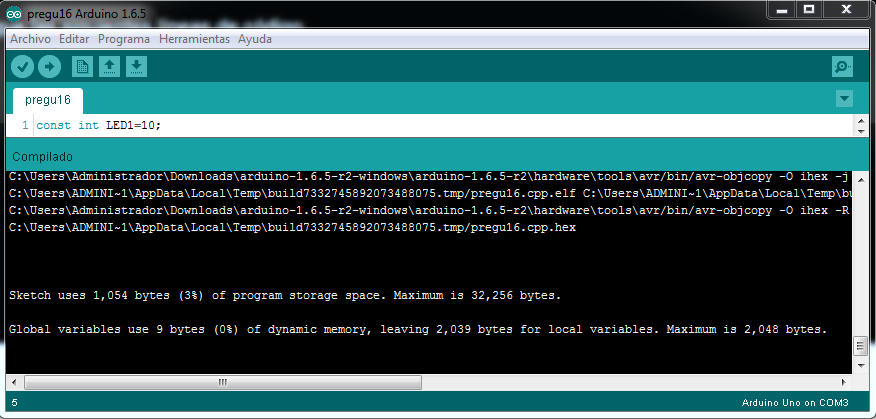 pregu16 Arduino 1.6.5
Archivo Editar Programa Herramientas Ayuda
pregu16
1 const int LED1=10;
Compilado
C:\Users\Administrador\Downloads\arduino-1.6.5-r2-windows\arduino-1.6.5-r2\hardware\tools\avr/bin/avr-objcopy -O ihex -j
C:\Users\ADMINI~1\AppData\Local\Temp\build7332745892073488075.tmp/pregu16.cpp.elf C:\Users\ADMINI~1\AppData\Local\Temp\bu
C:\Users\Administrador\Downloads\arduino-1.6.5-r2-windows\arduino-1.6.5-r2\hardware\tools\avr/bin/avr-objcopy -O ihex -R
C:\Users\ADMINI~1\AppData\Local\Temp\build7332745892073488075.tmp/pregu16.cpp.hex
Sketch uses 1,054 bytes (3%) of program storage space. Maximum is 32,256 bytes.
Global variables use 9 bytes (0%) of dynamic memory, leaving 2,039 bytes for local variables. Maximum is 2,048 bytes.
5
Arduino Uno on COM3